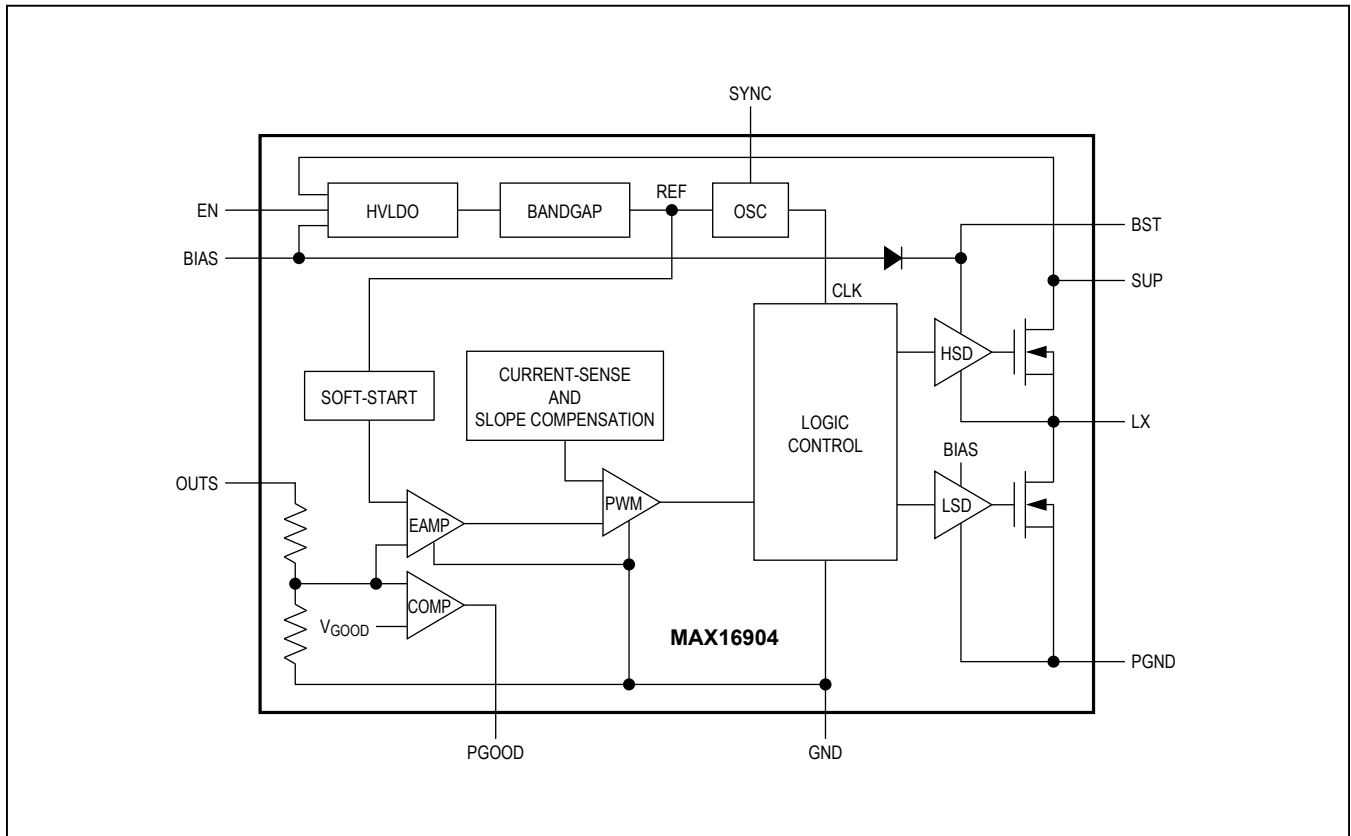 SYNC
EN
HVLDO
BANDGAP
REF
OSC
BST
BIAS
SUP
CLK
HSD
SOFT-START
CURRENT-SENSE
AND
SLOPE COMPENSATION
LOGIC
CONTROL
LX
BIAS
OUTS
EAMP
PWM
LSD
COMP
VGOOD
MAX16904
PGND
PGOOD
GND